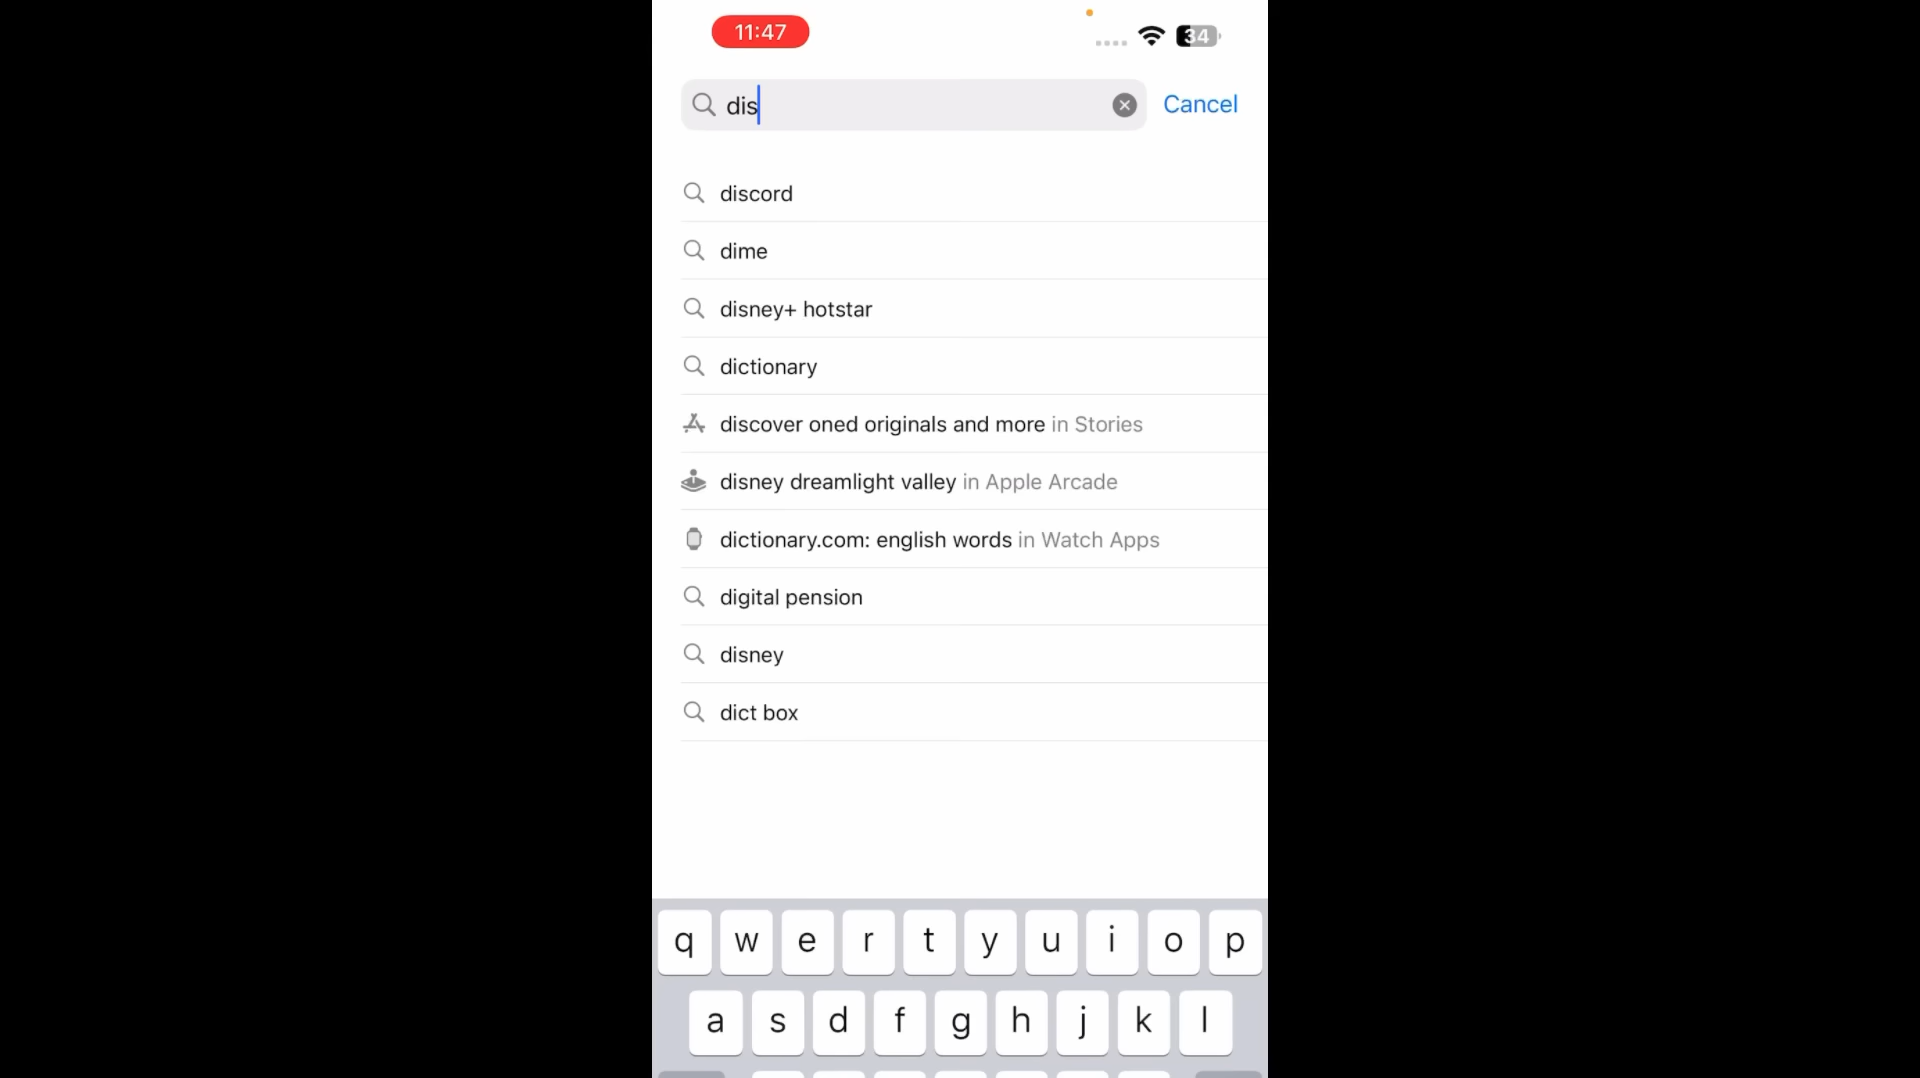 11:47
34
dis
Cancel
discord
dime
disney+ hotstar
dictionary
discover oned originals and more in Stories
disney dreamlight valley in Apple Arcade
dictionary.com: english words in Watch Apps
digital pension
disney
dict box
q w e r t y u i o p
a s d f g h j k l